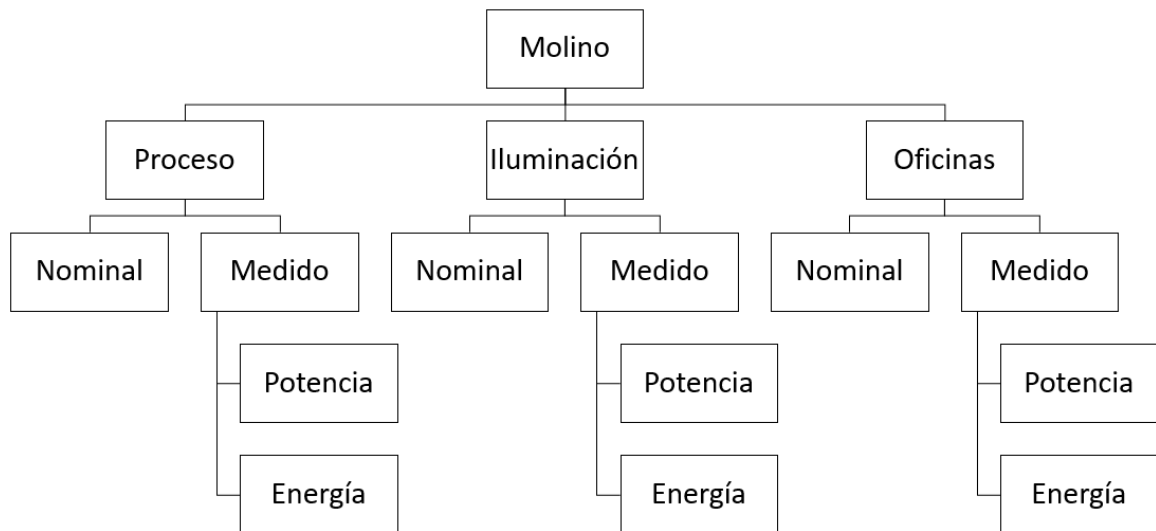 Molino
Proceso
Iluminación
Oficinas
Nominal
Medido
Nominal
Medido
Nominal
Medido
Potencia
Potencia
Potencia
Energía
Energía
Energía